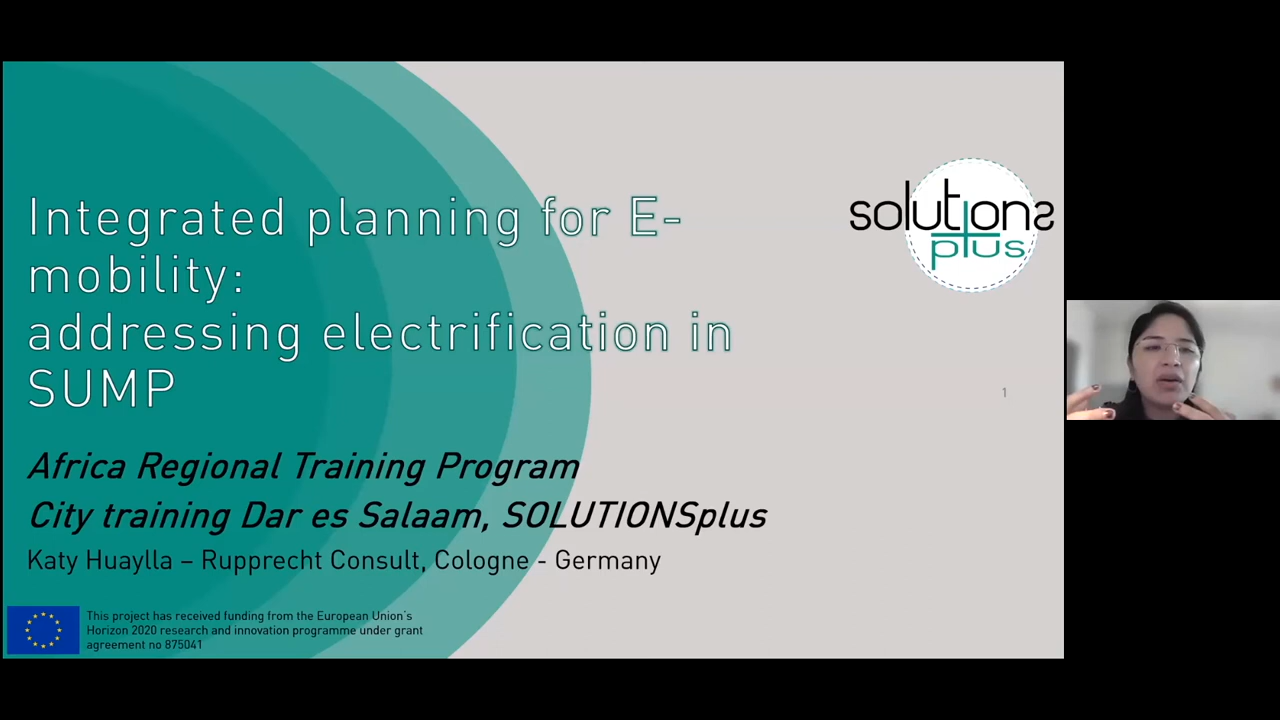 Integrated planning for E-
mobility:
addressing electrification in
SUMP
Africa Regional Training Program
City training Dar es Salaam, SOLUTIONSplus
Katy Huaylla – Rupprecht Consult, Cologne - Germany
This project has received funding from the European Union's
Horizon 2020 research and innovation programme under grant
agreement no 875041
solutions
plus
1